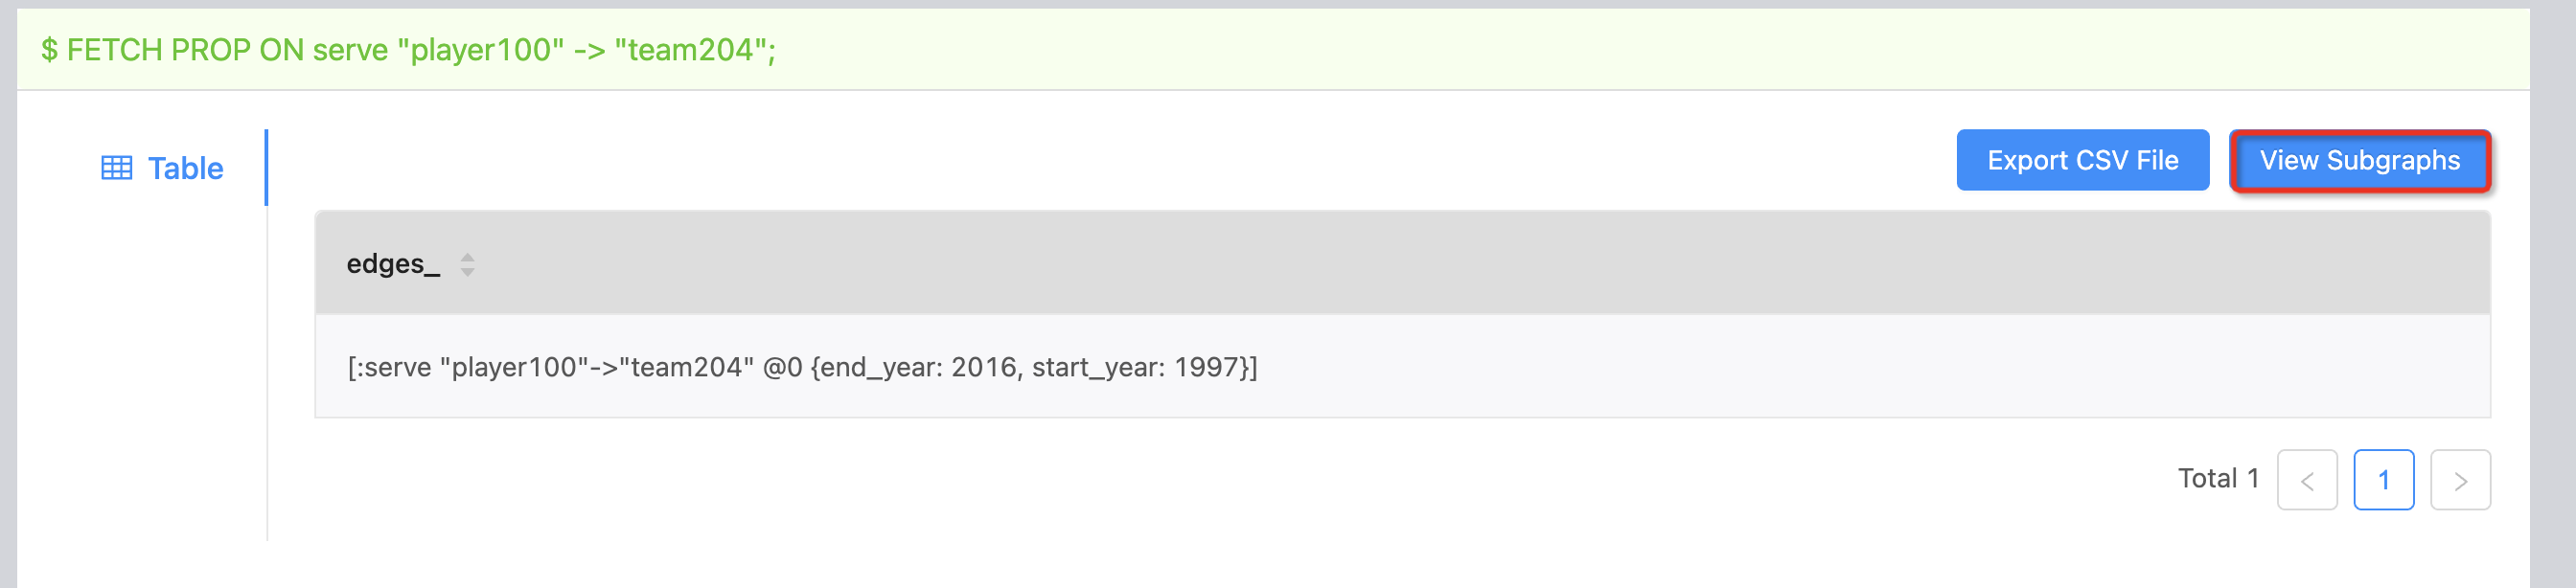 $ FETCH PROP ON serve "player100" -> "team204";
Table
Export CSV File
View Subgraphs
edges_
[:serve "player100"->"team204" @0 {end_year: 2016, start_year: 1997}]
Total 1 < 1 >